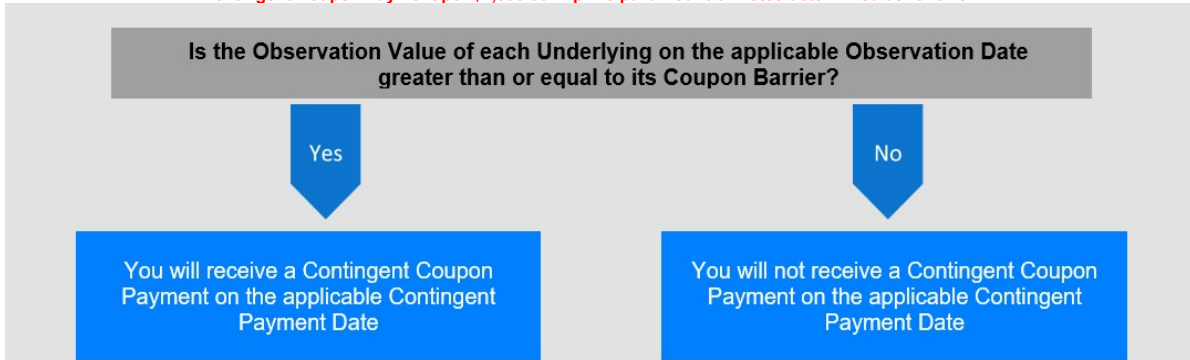 Is the Observation Value of each Underlying on the applicable Observation Date
greater than or equal to its Coupon Barrier?
Yes
No
You will receive a Contingent Coupon
Payment on the applicable Contingent
Payment Date
You will not receive a Contingent Coupon
Payment on the applicable Contingent
Payment Date